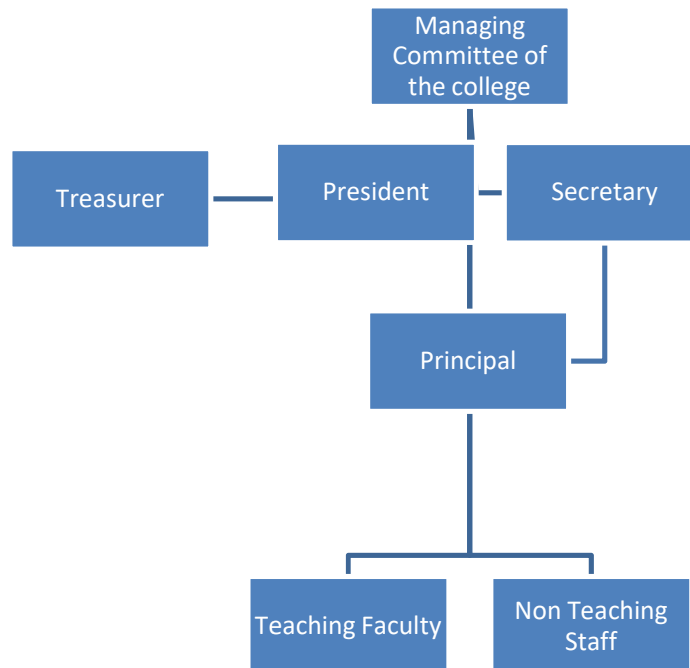 Managing
Committee of
the college
Treasurer
President
Secretary
Principal
Teaching Faculty
Non Teaching
Staff